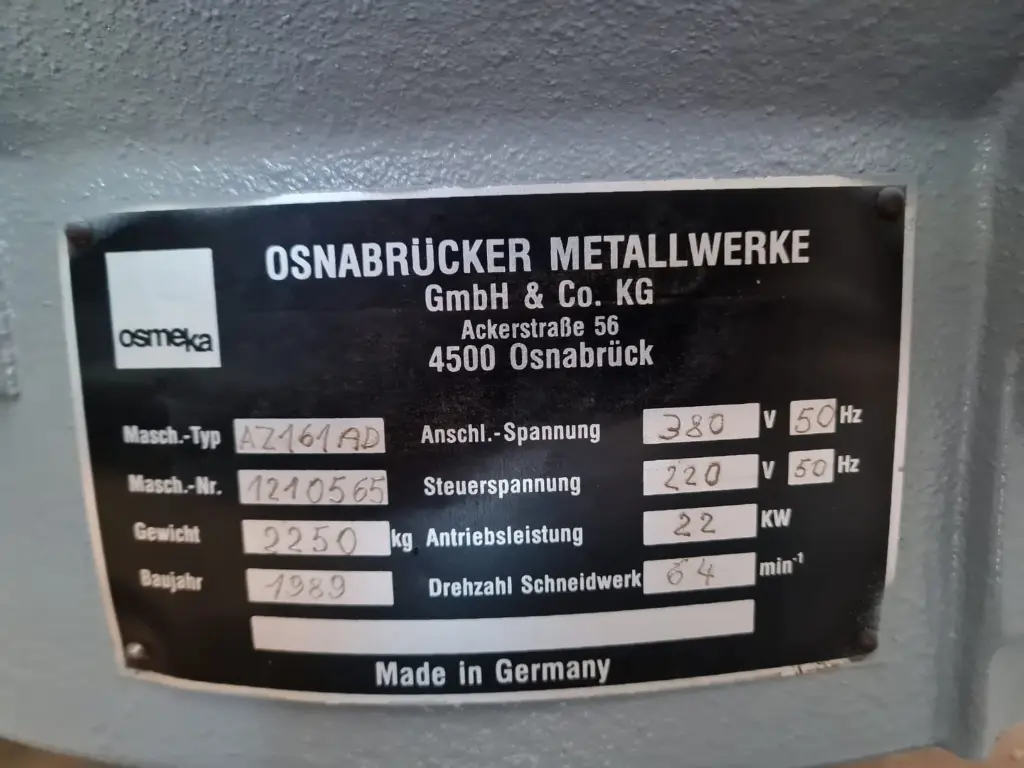 osmeka
OSNABRÜCKER METALLWERKE
GmbH & Co. KG
Ackerstraße 56
4500 Osnabrück
Masch.-Typ AZ161AD Anschl.-Spannung 380 V 50 Hz
Masch.-Nr. 1210565 Steuerspannung 220 V 50 Hz
Gewicht 2250 kg Antriebsleistung 22 KW
Baujahr 1989 Drehzahl Schneidwerk 64 min-1
Made in Germany